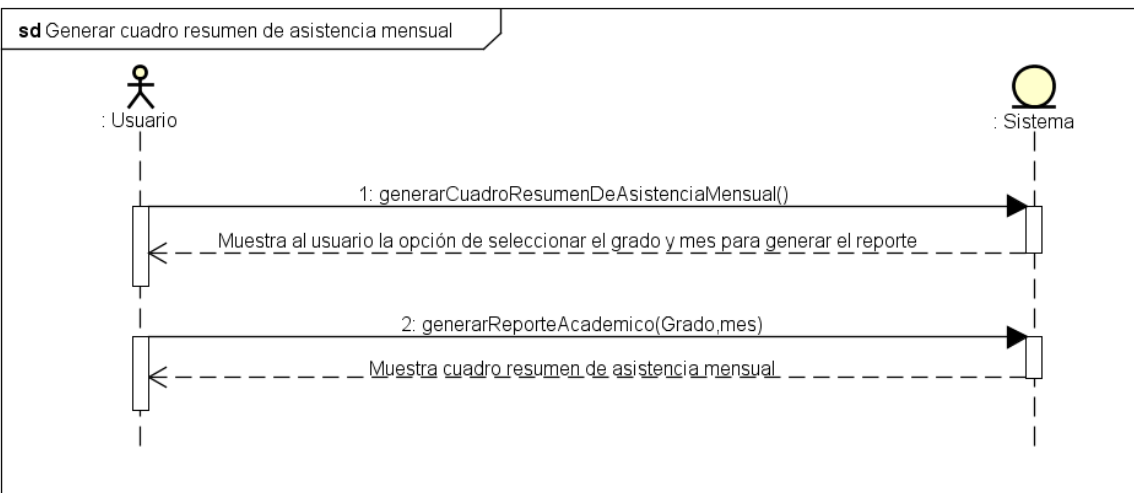 sd Generar cuadro resumen de asistencia mensual
: Usuario
: Sistema
1: generarCuadroResumenDeAsistenciaMensual()
Muestra al usuario la opción de seleccionar el grado y mes para generar el reporte
2: generarReporteAcademico(Grado,mes)
Muestra cuadro resumen de asistencia mensual